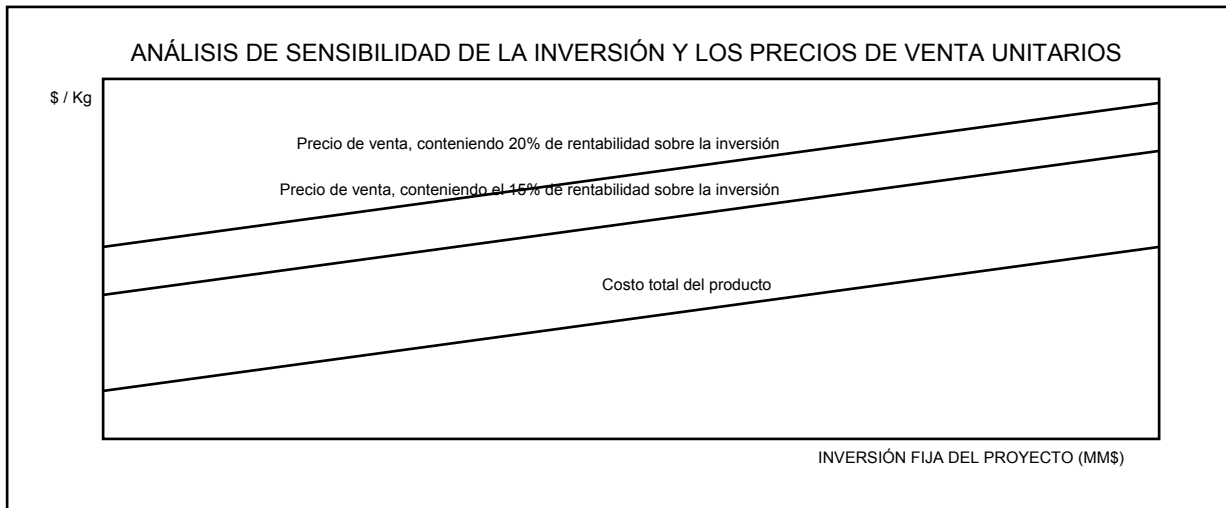 ANÁLISIS DE SENSIBILIDAD DE LA INVERSIÓN Y LOS PRECIOS DE VENTA UNITARIOS
$ / Kg
Precio de venta, conteniendo 20% de rentabilidad sobre la inversión
Precio de venta, conteniendo el 15% de rentabilidad sobre la inversión
Costo total del producto
INVERSIÓN FIJA DEL PROYECTO (MM$)